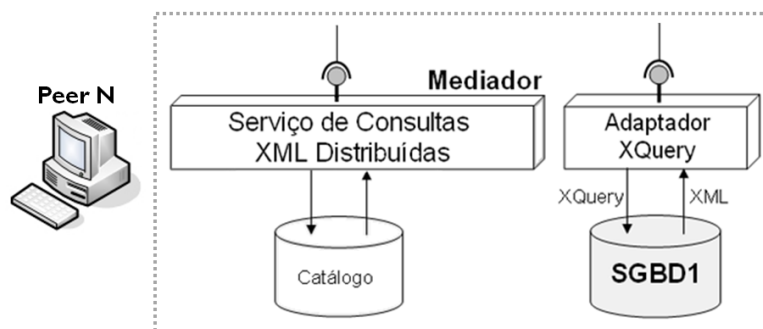 Peer N
Mediador
Serviço de Consultas
XML Distribuídas
Catálogo
Adaptador
XQuery
XQuery
XML
SGBD1